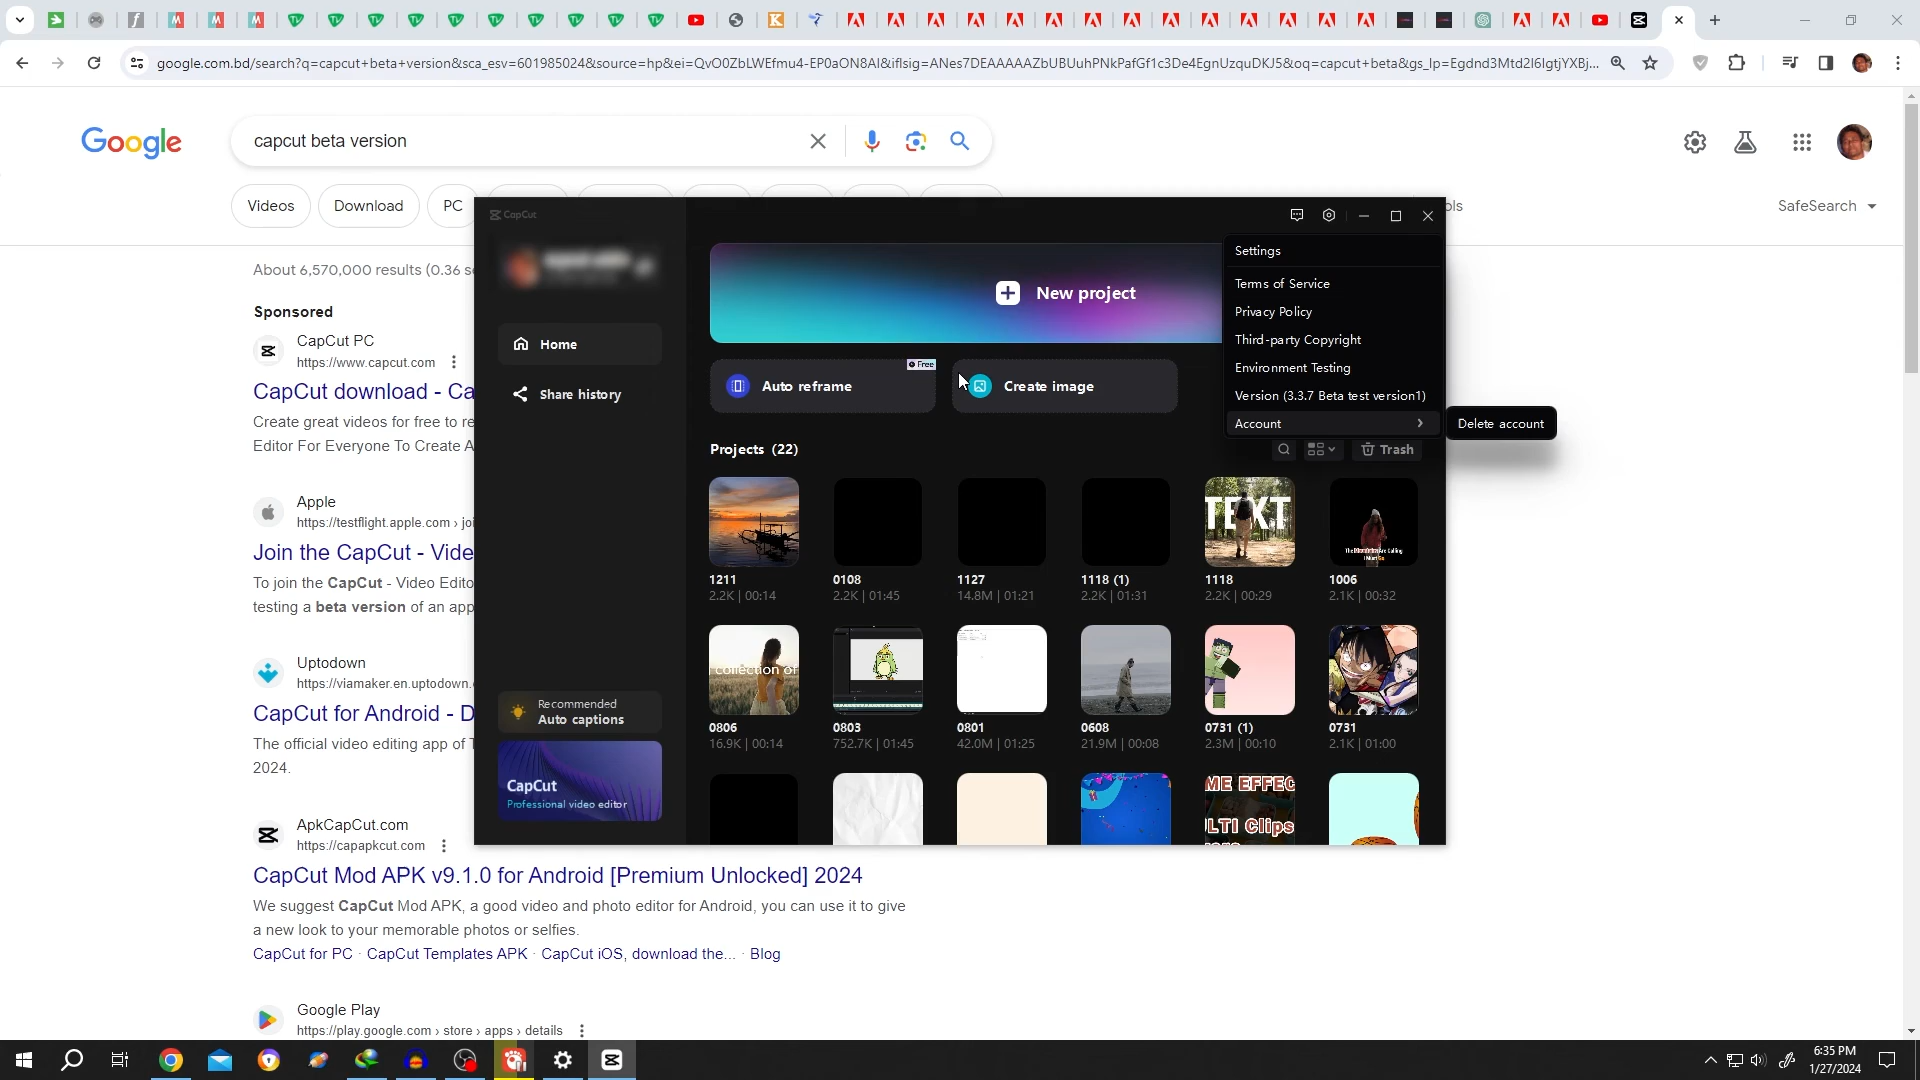 google.com.bd/search?q=capcut+beta+version&sca_esv=601985024&source=hp&ei=QvO0ZbLWEfmu4-EP0aON8AI&iflsig=ANes7DEAAAAAZbUBUuhPNkPafGf1c3De4EgnUzquDKJ5&oq=capcut+beta&gs_lp=Egdnd3Mtd2l6IgtjYXBj...
Google
capcut beta version
Videos
Download
PC
ols
SafeSearch
About 6,570,000 results (0.36 s
Sponsored
CapCut PC
https://www.capcut.com
CapCut download - Ca
Create great videos for free to re
Editor For Everyone To Create A
Apple
https://testflight.apple.com › joi
Join the CapCut - Vide
To join the CapCut - Video Edito
testing a beta version of an app
Uptodown
https://viamaker.en.uptodown.
CapCut for Android - D
The official video editing app of T
2024.
ApkCapCut.com
https://capapkcut.com
CapCut Mod APK v9.1.0 for Android [Premium Unlocked] 2024
We suggest CapCut Mod APK, a good video and photo editor for Android, you can use it to give
a new look to your memorable photos or selfies.
CapCut for PC · CapCut Templates APK · CapCut iOS, download the... · Blog
Google Play
https://play.google.com › store › apps › details
CapCut
Home
Share history
Recommended
Auto captions
CapCut
Professional video editor
New project
Auto reframe
Free
Create image
Settings
Terms of Service
Privacy Policy
Third-party Copyright
Environment Testing
Version (3.3.7 Beta test version1)
Account
Delete account
Projects (22)
Trash
TEXT
1211
2.2K | 00:14
0108
2.2K | 01:45
1127
14.8M | 01:21
1118 (1)
2.2K | 01:31
1118
2.2K | 00:29
1006
2.1K | 00:32
collection of
0806
16.9K | 00:14
0803
752.7K | 01:45
0801
42.0M | 01:25
0608
21.9M | 00:08
0731 (1)
2.3M | 00:10
0731
2.1K | 01:00
ME EFFEC
ULTI Clips
6:35 PM
1/27/2024